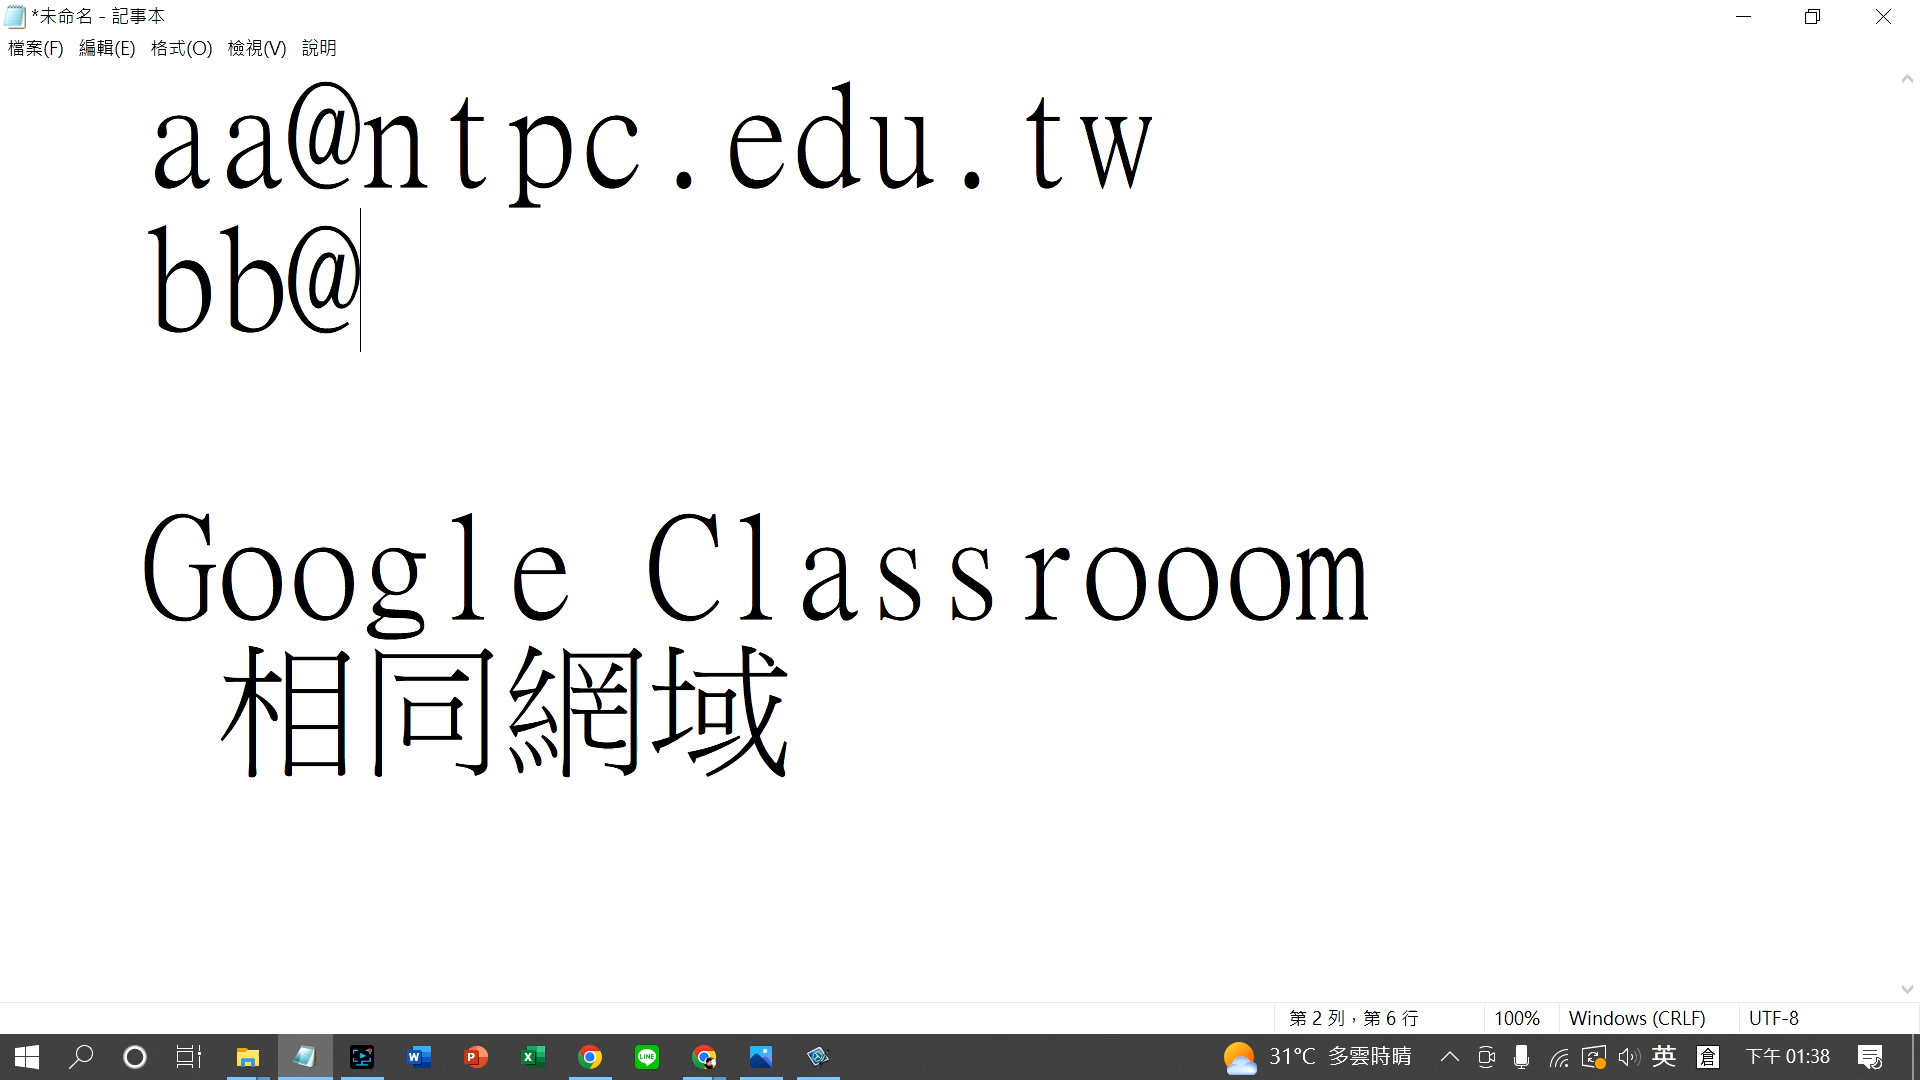 *未命名 - 記事本
檔案(F) 編輯(E) 格式(O) 檢視(V) 說明
aa@ntpc.edu.tw
bb@
Google Classrooom
相同網域
第 2 列，第 6 行 100% Windows (CRLF) UTF-8
31°C 多雲時晴 英 倉 下午 01:38